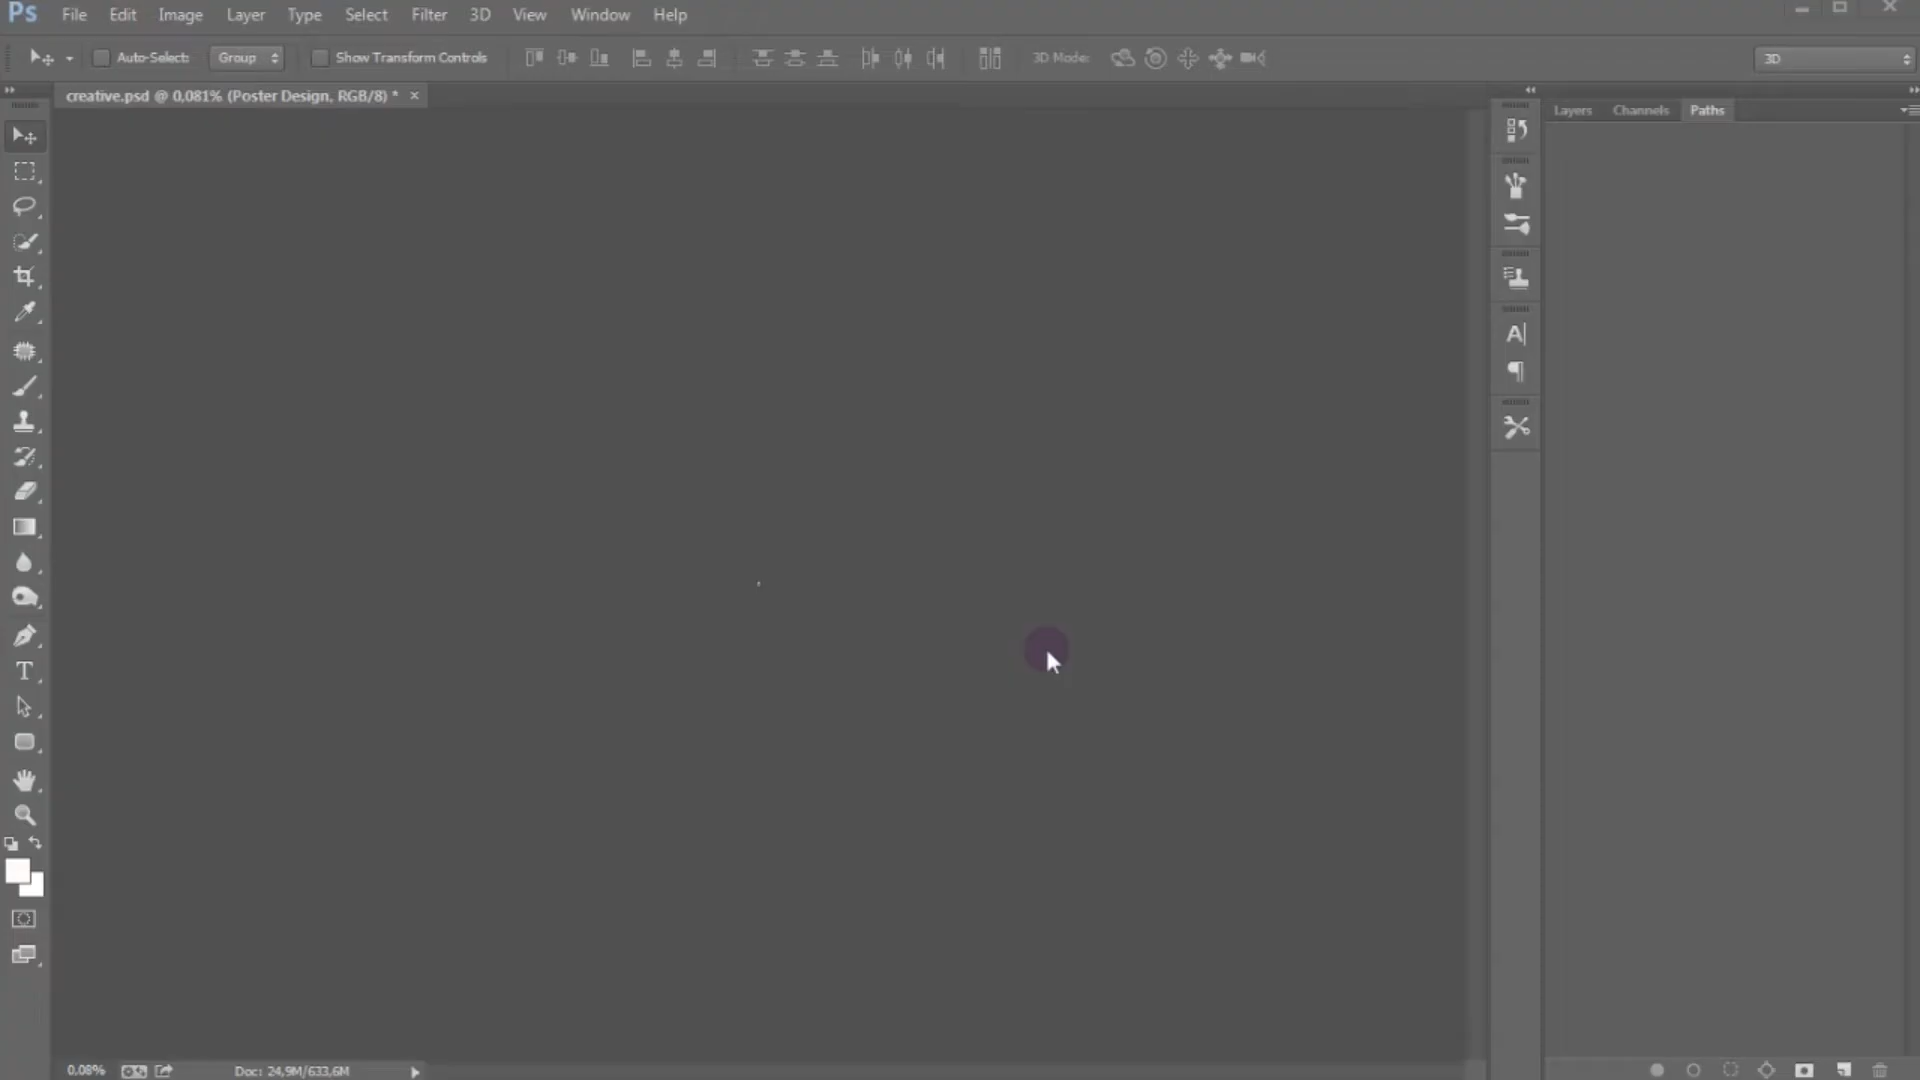 Ps File Edit Image Layer Type Select Filter 3D View Window Help
Auto-Select: Group Show Transform Controls 3D Mode: 3D
creative.psd @ 0,081% (Poster Design, RGB/8) * ×
Layers Channels Paths
0,08% Doc: 24,9M/633,6M